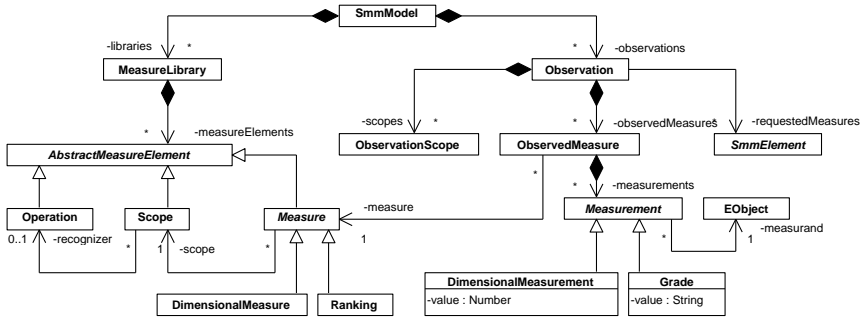 SmmModel
-libraries
*
*
-observations
MeasureLibrary
Observation
-scopes
*
*
-observedMeasures
*
-requestedMeasures
*
-measureElements
AbstractMeasureElement
ObservationScope
ObservedMeasure
SmmElement
*
*
-measurements
Operation
Scope
Measure
-measure
Measurement
EObject
0..1
-recognizer
*
1
-scope
*
1
*
1
-measurand
DimensionalMeasure
Ranking
DimensionalMeasurement
-value : Number
Grade
-value : String